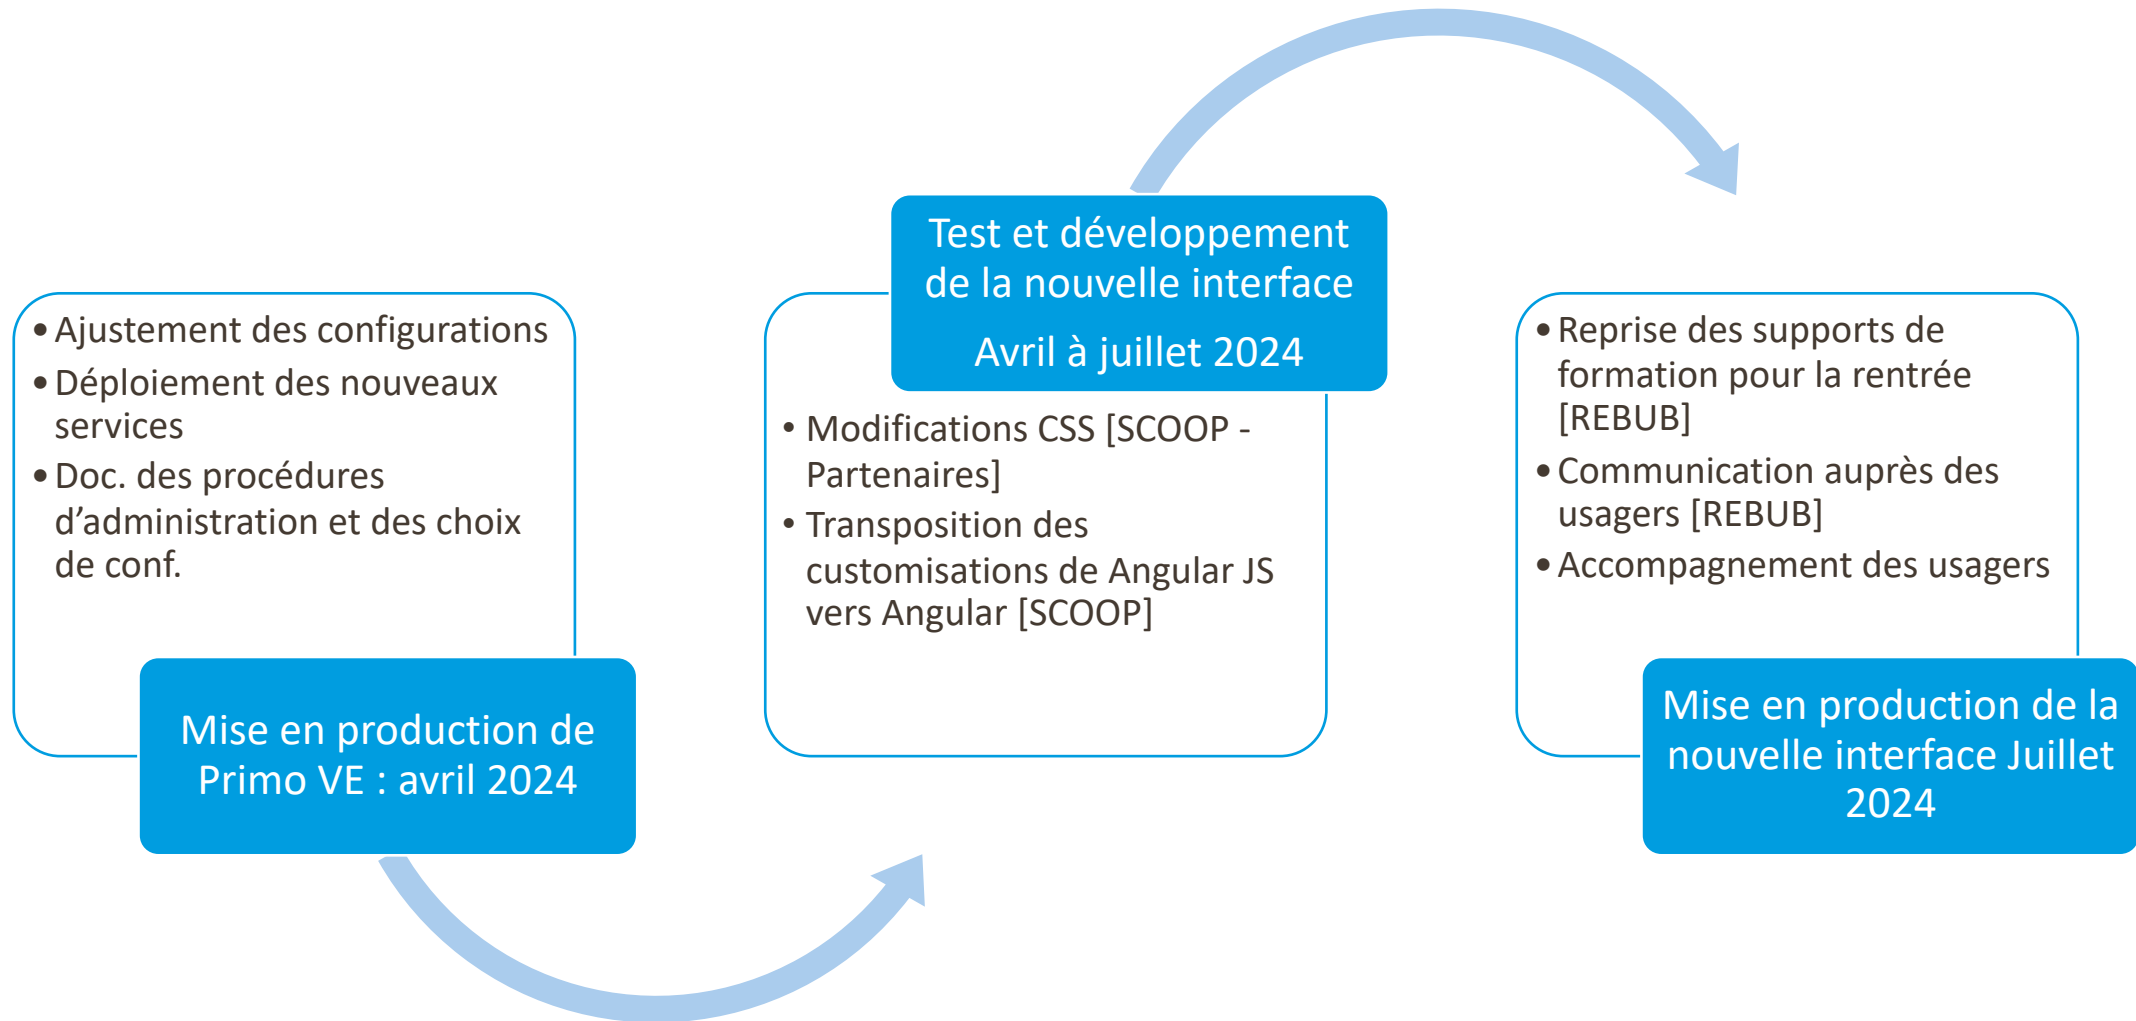 • Ajustement des configurations
• Déploiement des nouveaux
services
• Doc. des procédures
d’administration et des choix
de conf.
Mise en production de
Primo VE : avril 2024
Test et développement
de la nouvelle interface
Avril à juillet 2024
• Modifications CSS [SCOOP -
Partenaires]
• Transposition des
customisations de Angular JS
vers Angular [SCOOP]
• Reprise des supports de
formation pour la rentrée
[REBUB]
• Communication auprès des
usagers [REBUB]
• Accompagnement des usagers
Mise en production de la
nouvelle interface Juillet
2024